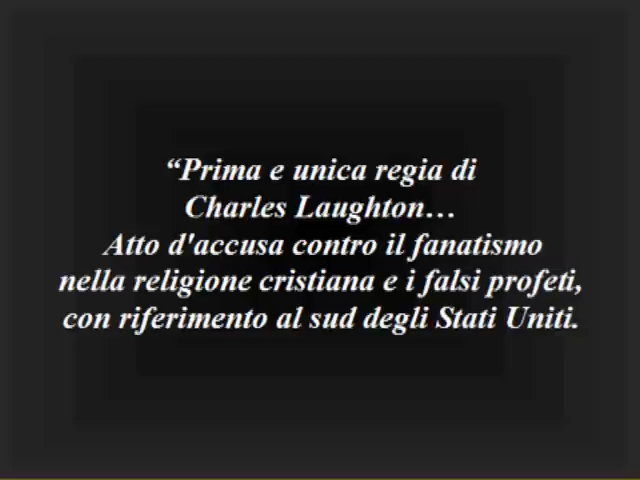 “Prima e unica regia di
Charles Laughton…
Atto d'accusa contro il fanatismo
nella religione cristiana e i falsi profeti,
con riferimento al sud degli Stati Uniti.